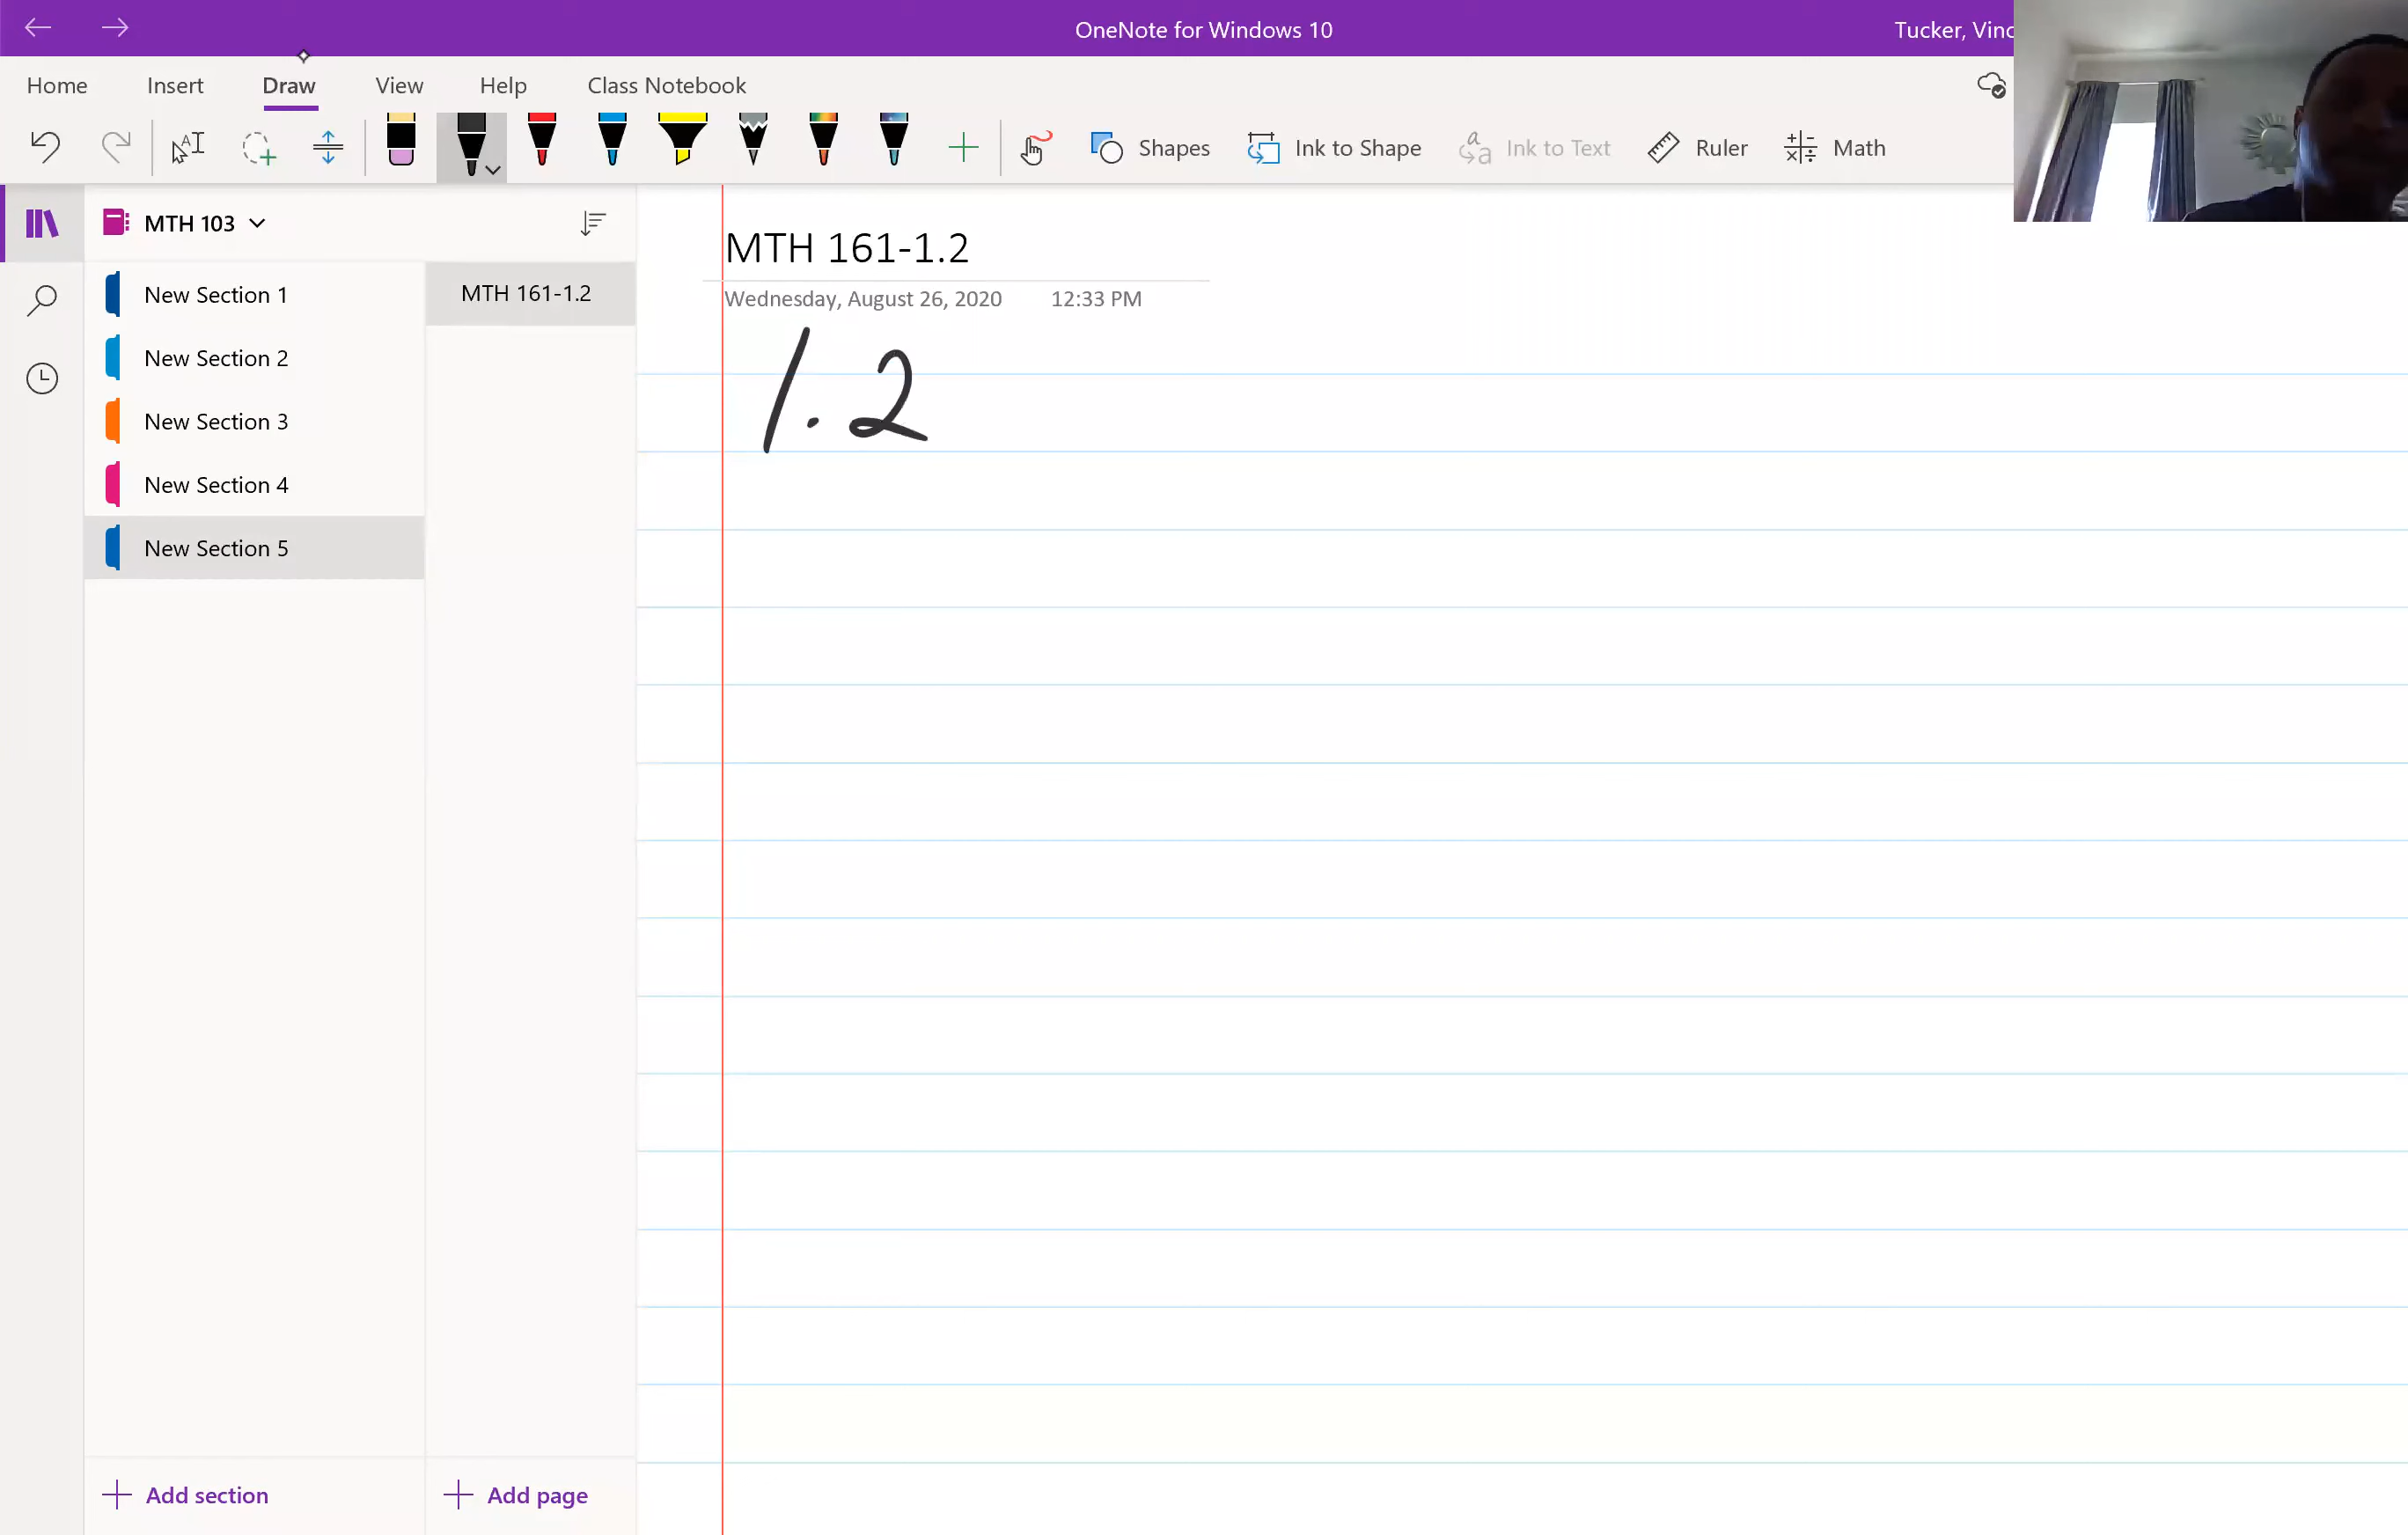 OneNote for Windows 10
Tucker, Vinc
Home Insert Draw View Help Class Notebook
Shapes Ink to Shape Ink to Text Ruler Math
MTH 103
New Section 1
New Section 2
New Section 3
New Section 4
New Section 5
Add section
MTH 161-1.2
Add page
MTH 161-1.2
Wednesday, August 26, 2020 12:33 PM
1.2